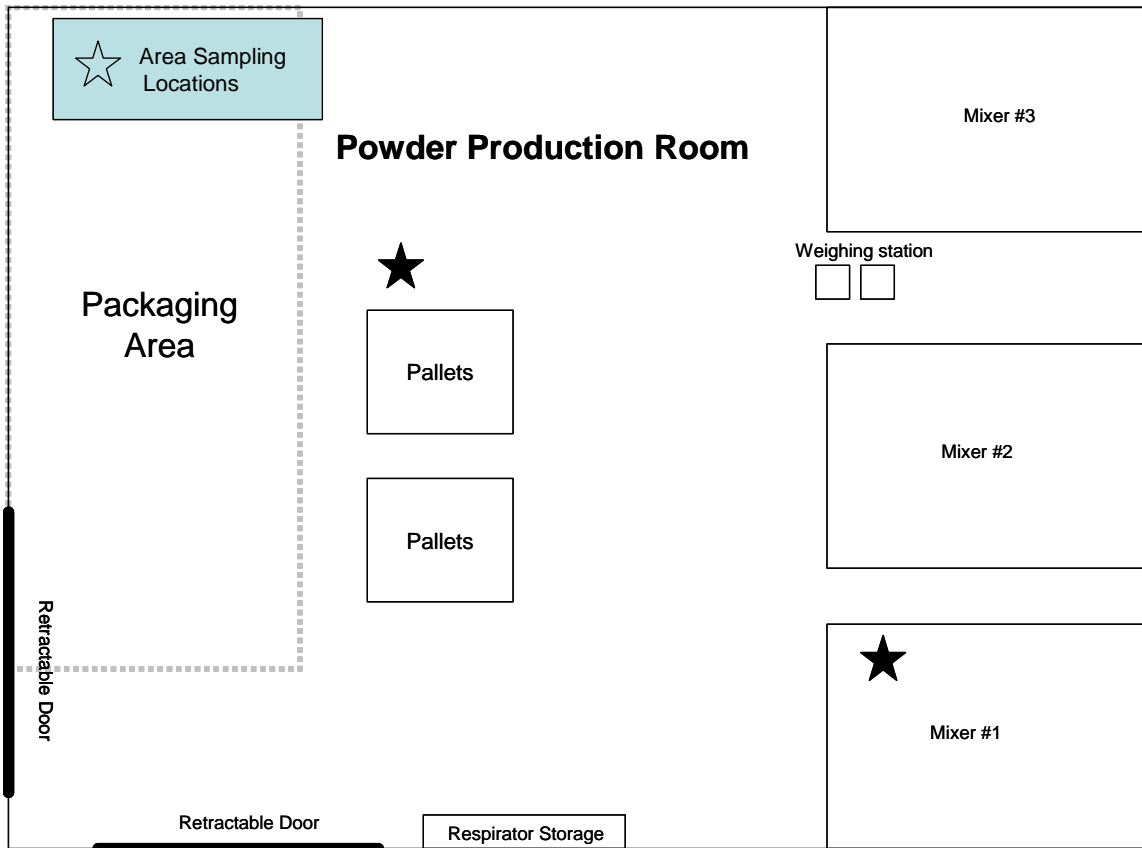 Area Sampling
Locations
Mixer #3
Powder Production Room
Weighing station
Packaging
Area
Pallets
Mixer #2
Pallets
Retractable Door
Mixer #1
Retractable Door
Respirator Storage